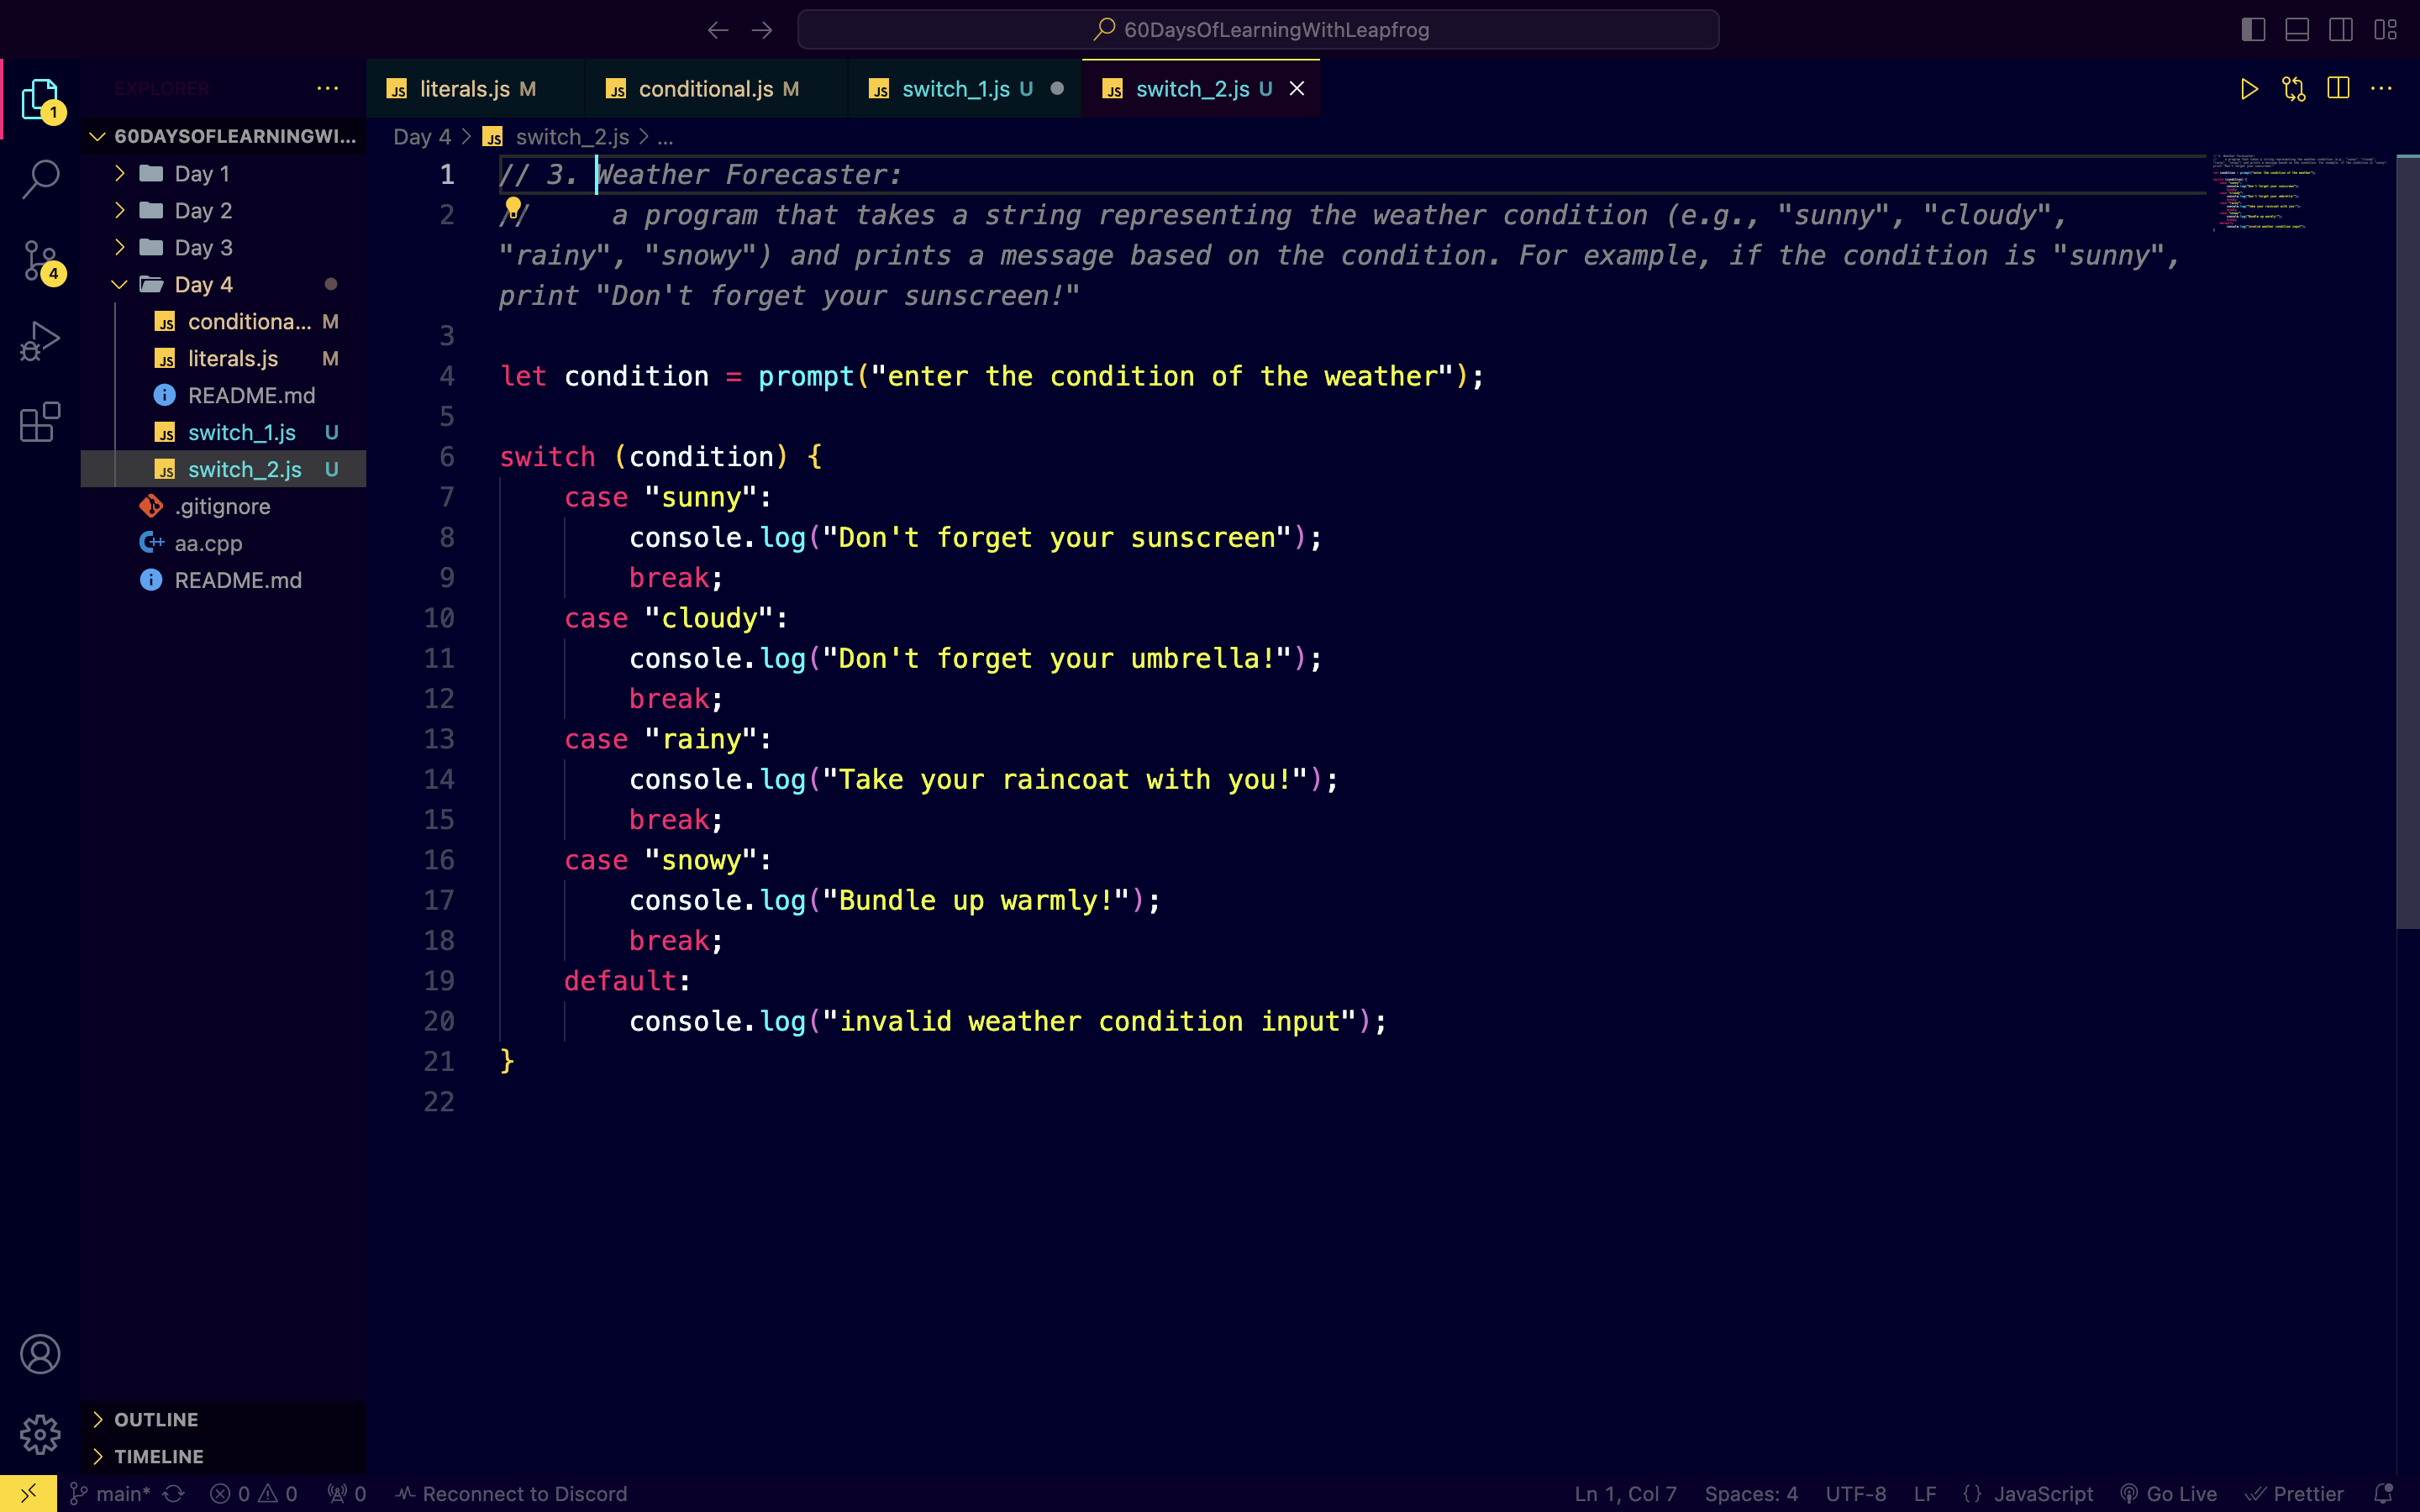 60DaysOfLearningWithLeapfrog
EXPLORER
literals.js M
conditional.js M
switch_1.js U
switch_2.js U
1
60DAYSOFLEARNINGWI...
Day 1
Day 2
Day 3
4
Day 4
conditiona... M
literals.js M
README.md
switch_1.js U
switch_2.js U
.gitignore
aa.cpp
README.md
OUTLINE
TIMELINE
Day 4 > switch_2.js > ...
1 // 3. Weather Forecaster:
2 //     a program that takes a string representing the weather condition (e.g., "sunny", "cloudy",
"rainy", "snowy") and prints a message based on the condition. For example, if the condition is "sunny",
print "Don't forget your sunscreen!"
3
4 let condition = prompt("enter the condition of the weather");
5
6 switch (condition) {
7     case "sunny":
8         console.log("Don't forget your sunscreen");
9         break;
10     case "cloudy":
11         console.log("Don't forget your umbrella!");
12         break;
13     case "rainy":
14         console.log("Take your raincoat with you!");
15         break;
16     case "snowy":
17         console.log("Bundle up warmly!");
18         break;
19     default:
20         console.log("invalid weather condition input");
21 }
22
main* 0 0 0 Reconnect to Discord Ln 1, Col 7 Spaces: 4 UTF-8 LF {} JavaScript Go Live Prettier